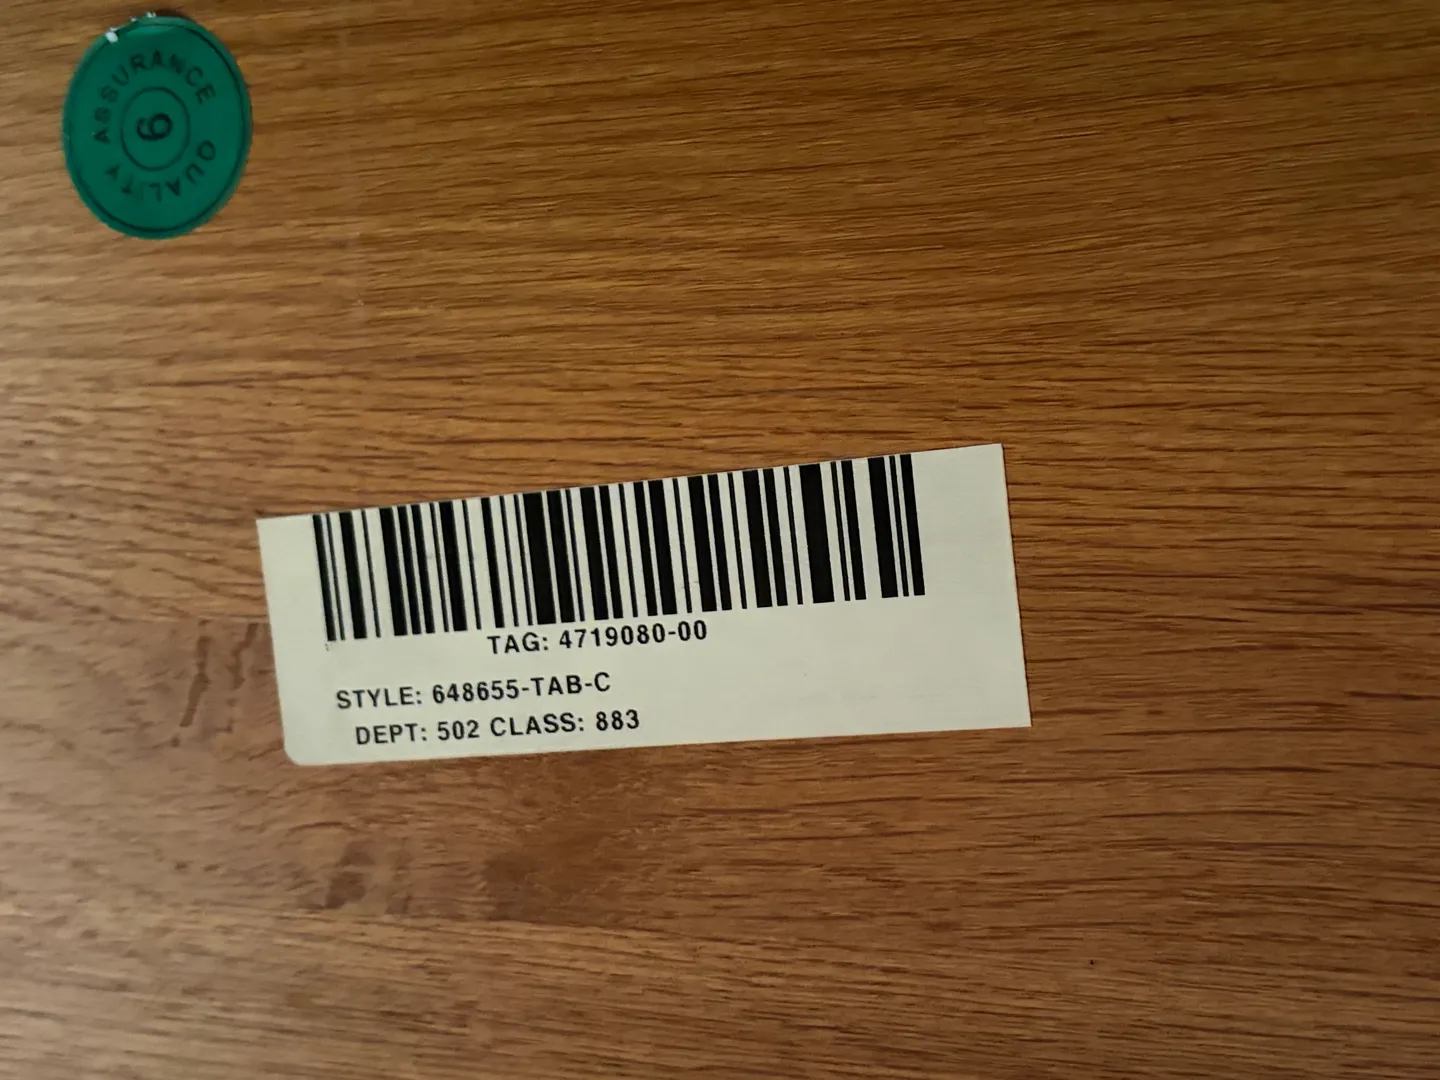 QUALITY ASSURANCE
9
TAG: 4719080-00
STYLE: 648655-TAB-C
DEPT: 502 CLASS: 883